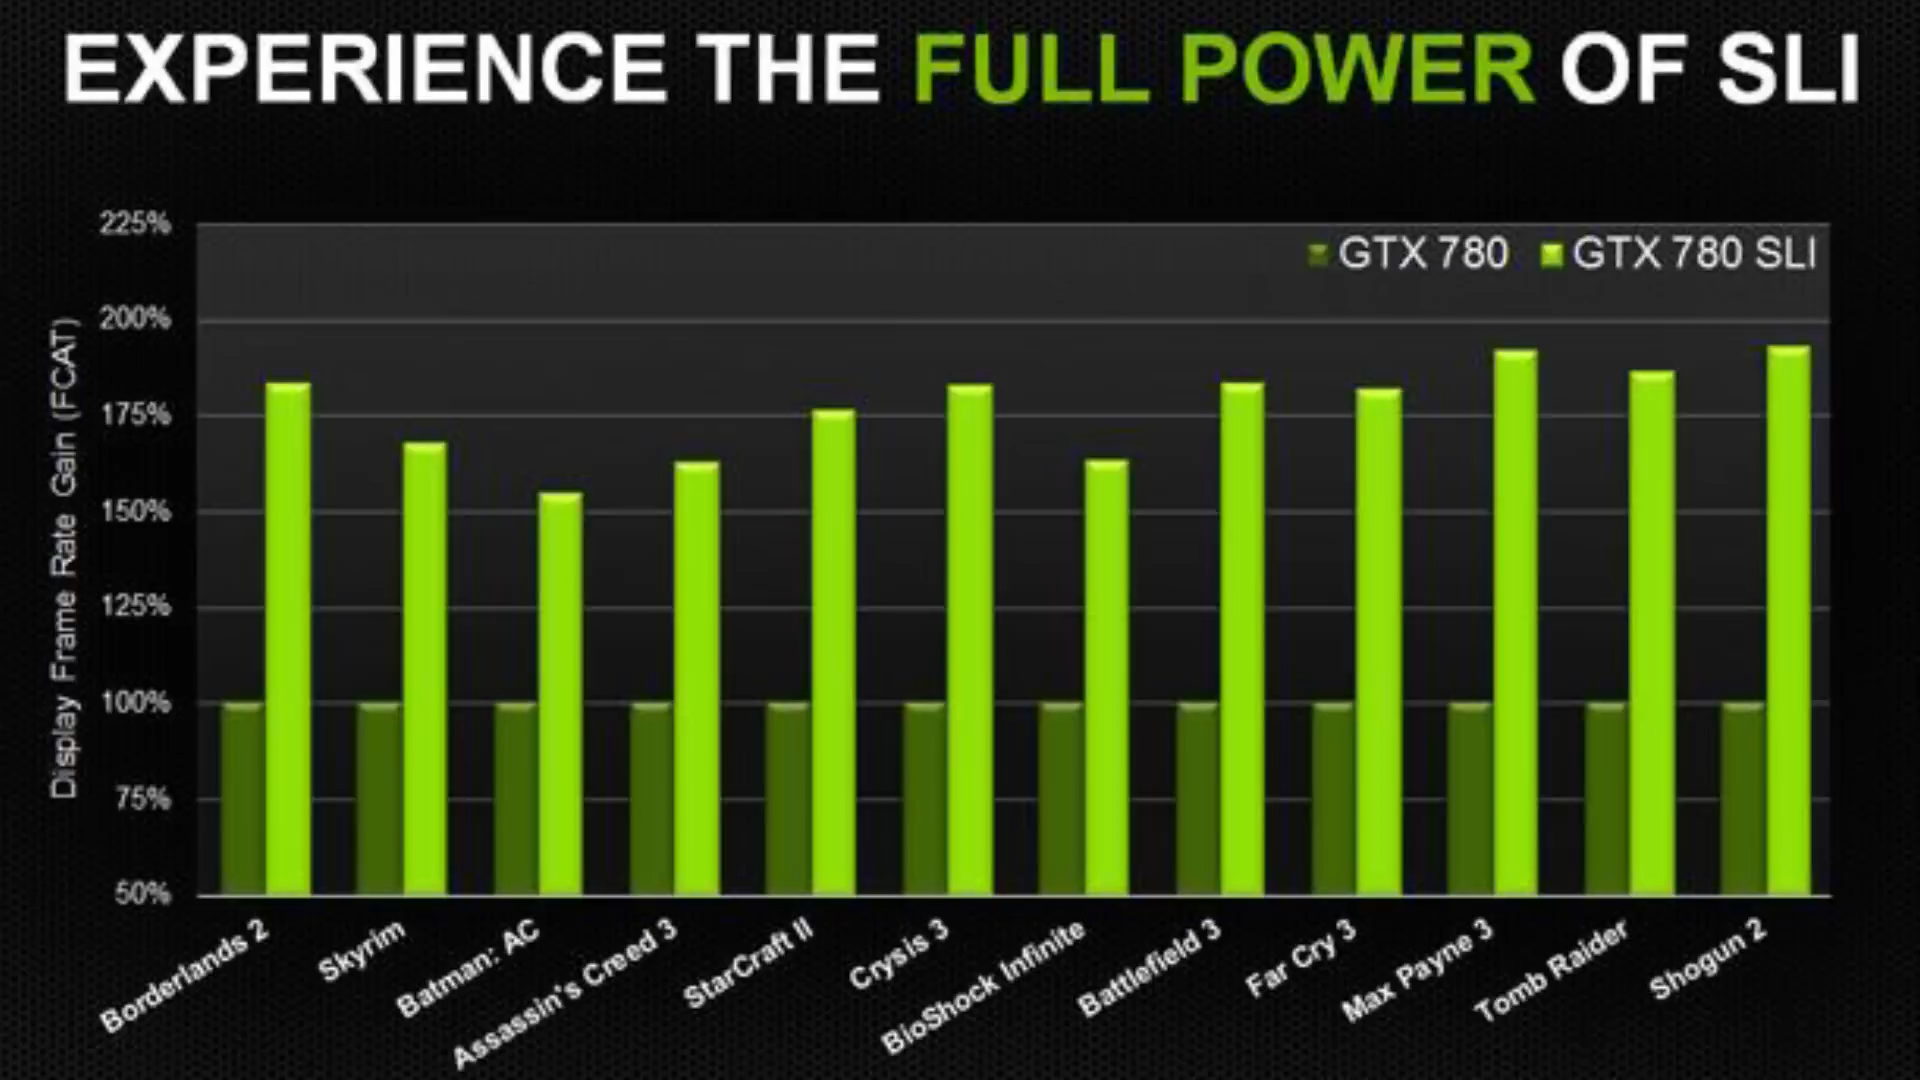 EXPERIENCE THE FULL POWER OF SLI
GTX 780
GTX 780 SLI
Display Frame Rate Gain (FCAT)
225%
200%
175%
150%
125%
100%
75%
50%
Borderlands 2
Skyrim
Batman: AC
Assassin's Creed 3
StarCraft II
Crysis 3
BioShock Infinite
Battlefield 3
Far Cry 3
Max Payne 3
Tomb Raider
Shogun 2